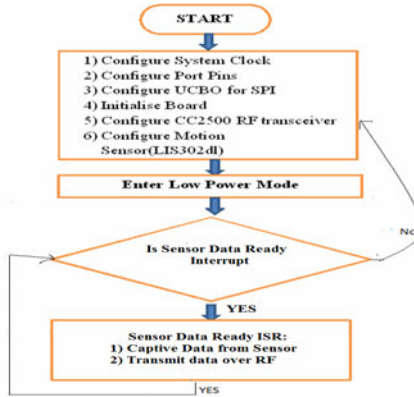 START
1) Configure System Clock
2) Configure Port Pins
3) Configure UCBO for SPI
4) Initialise Board
5) Configure CC2500 RF transceiver
6) Configure Motion
Sensor(LIS302dl)
Enter Low Power Mode
Is Sensor Data Ready
Interrupt
No
YES
Sensor Data Ready ISR:
1) Captive Data from Sensor
2) Transmit data over RF
YES